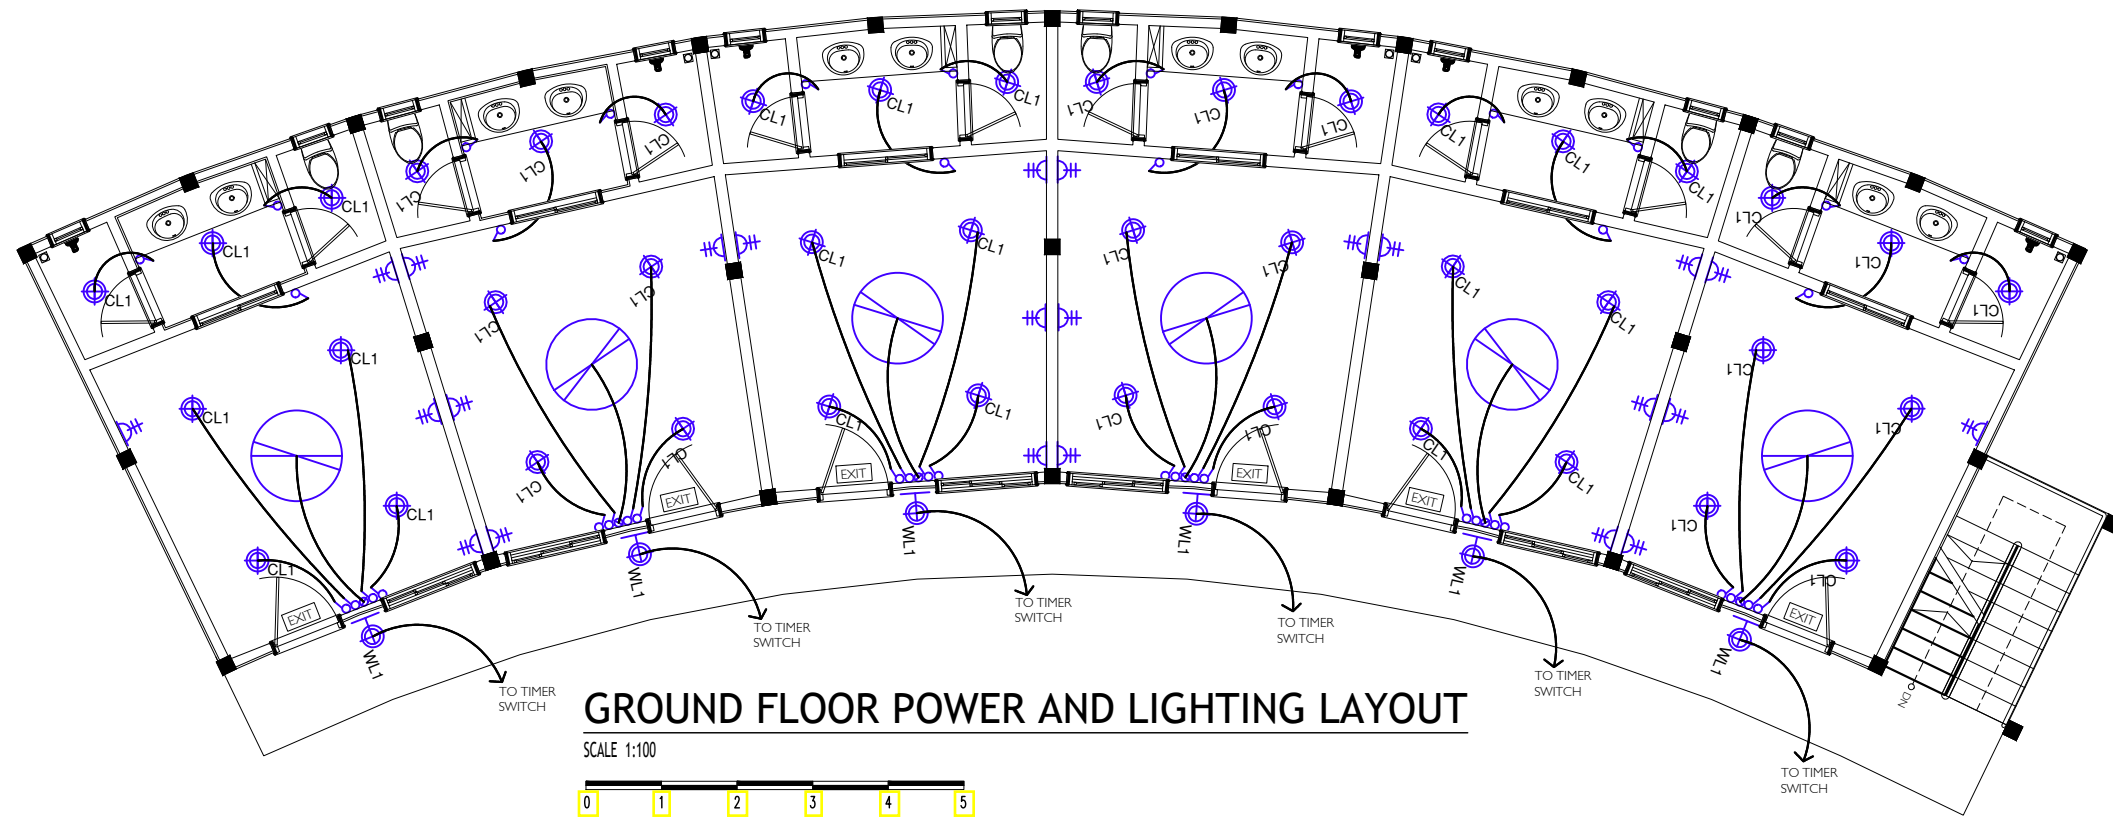 CL1
CL1
CL1
CL1
CL1
CL1
CL1
EXIT
WL1
TO TIMER
SWITCH
CL1
CL1
CL1
CL1
CL1
CL1
CL1
EXIT
WL1
TO TIMER
SWITCH
CL1
CL1
CL1
CL1
CL1
CL1
CL1
EXIT
WL1
TO TIMER
SWITCH
CL1
CL1
CL1
CL1
CL1
CL1
CL1
EXIT
WL1
TO TIMER
SWITCH
CL1
CL1
CL1
CL1
CL1
CL1
CL1
EXIT
WL1
TO TIMER
SWITCH
CL1
CL1
CL1
CL1
CL1
CL1
CL1
EXIT
WL1
TO TIMER
SWITCH
DN
GROUND FLOOR POWER AND LIGHTING LAYOUT
SCALE 1:100
0 1 2 3 4 5